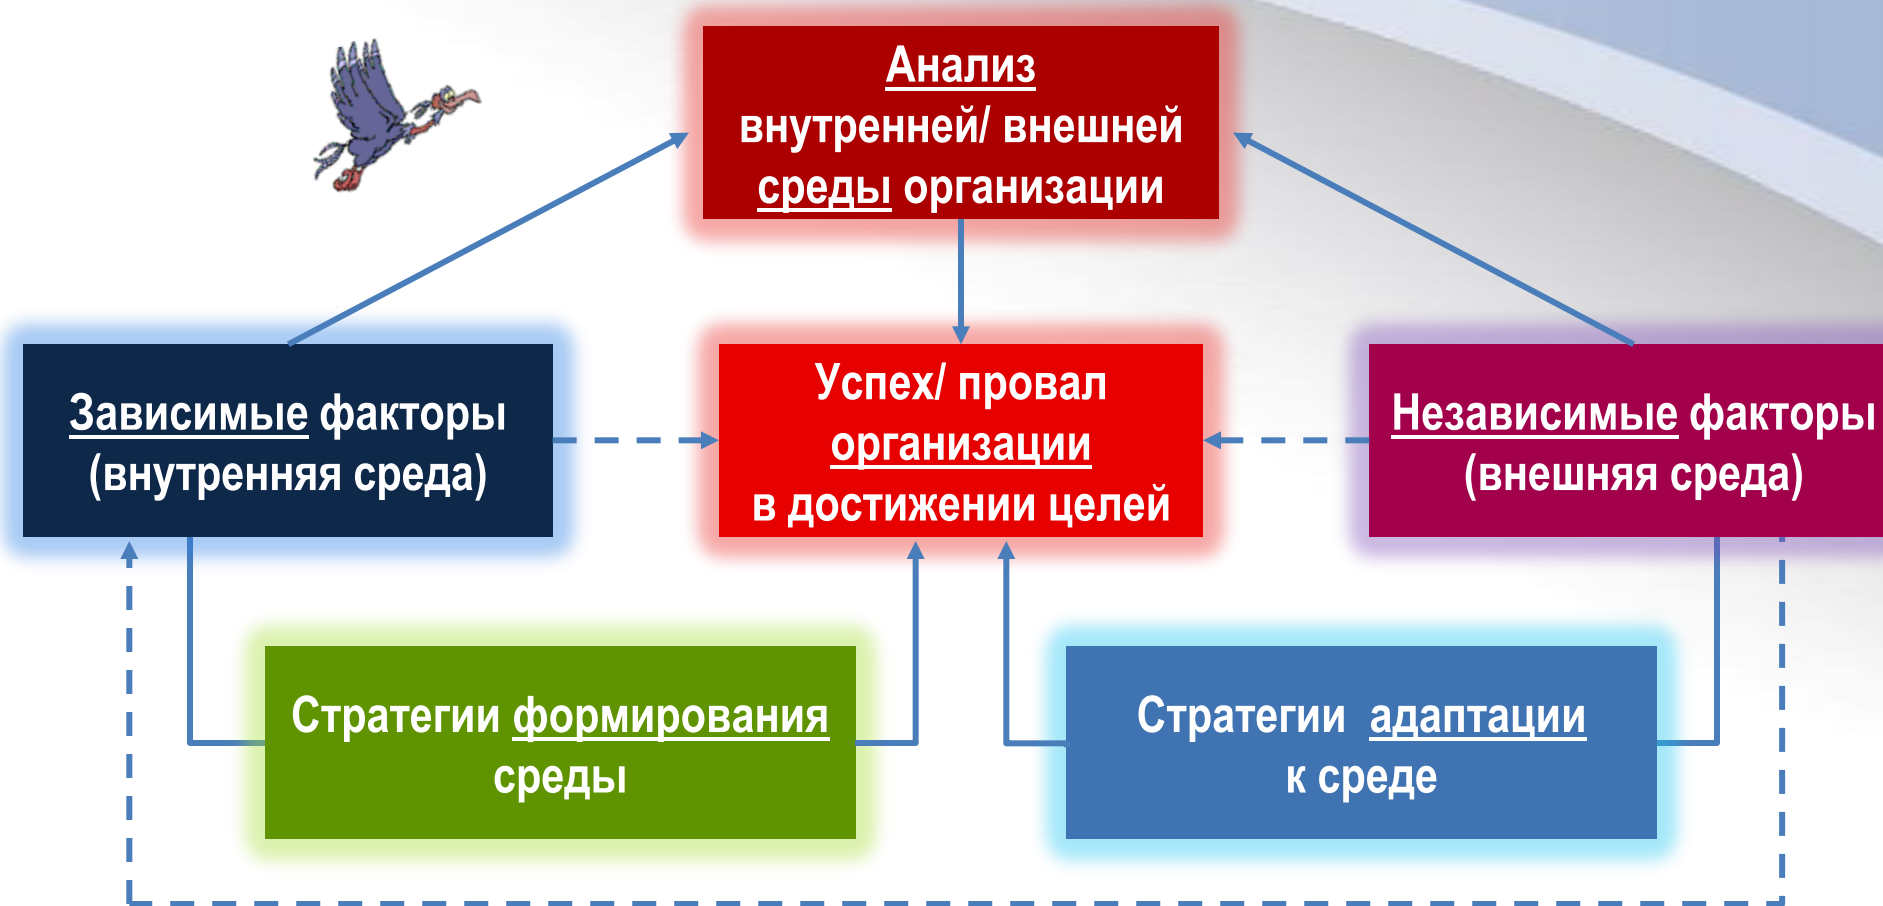 Анализ
внутренней/ внешней
среды организации
Зависимые факторы
(внутренняя среда)
Успех/ провал
организации
в достижении целей
Независимые факторы
(внешняя среда)
Стратегии формирования
среды
Стратегии адаптации
к среде